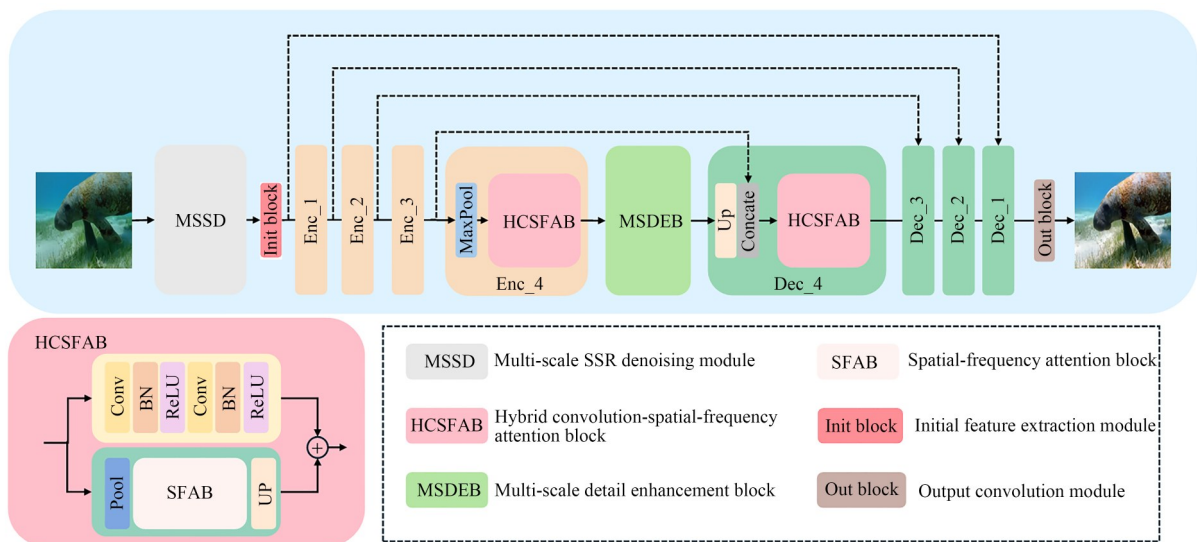 MSSD
Init block
Enc_1
Enc_2
Enc_3
MaxPool
HCSFAB
Enc_4
MSDEB
Up
Concate
HCSFAB
Dec_4
Dec_3
Dec_2
Dec_1
Out block
HCSFAB
Conv
BN
ReLU
Conv
BN
ReLU
Pool
SFAB
UP
+
MSSD Multi-scale SSR denoising module
SFAB Spatial-frequency attention block
HCSFAB Hybrid convolution-spatial-frequency
attention block
Init block Initial feature extraction module
MSDEB Multi-scale detail enhancement block
Out block Output convolution module